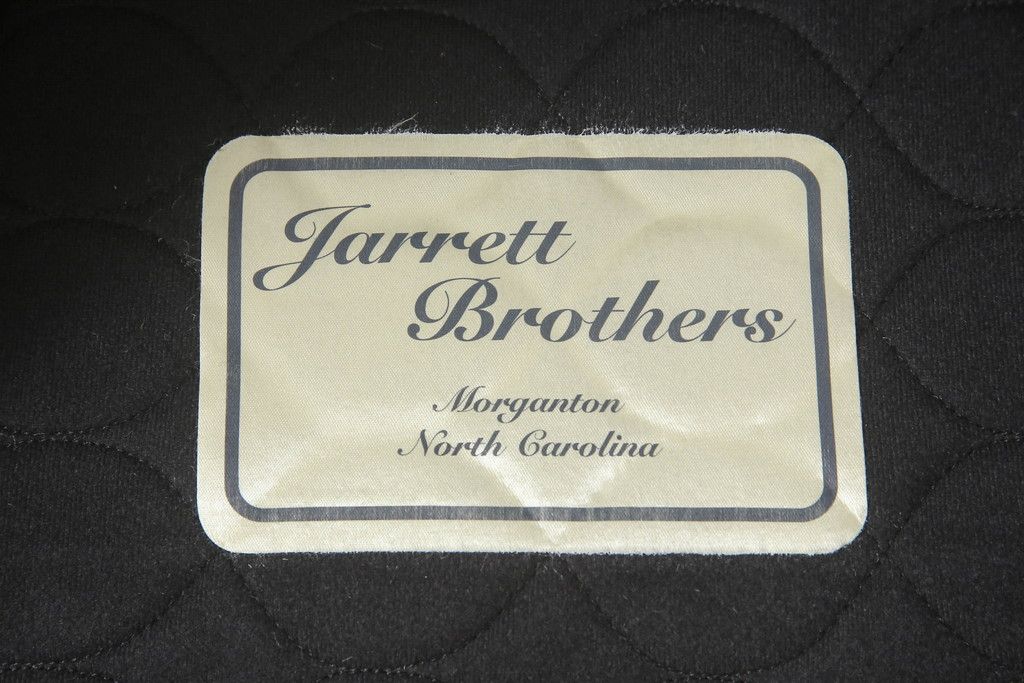 Jarrett
Brothers
Morganton
North Carolina